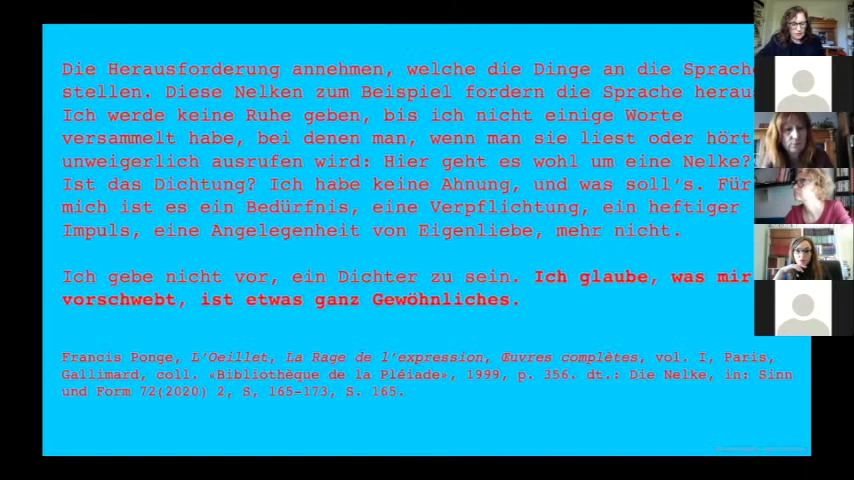 Die Herausforderung annehmen, welche die Dinge an die Sprache
stellen. Diese Nelken zum Beispiel fordern die Sprache heraus
Ich werde keine Ruhe geben, bis ich nicht einige Worte
versammelt habe, bei denen man, wenn man sie liest oder hört
unweigerlich ausrufen wird: Hier geht es wohl um eine Nelke?
Ist das Dichtung? Ich habe keine Ahnung, und was soll’s. Für
mich ist es ein Bedürfnis, eine Verpflichtung, ein heftiger
Impuls, eine Angelegenheit von Eigenliebe, mehr nicht.
Ich gebe nicht vor, ein Dichter zu sein. Ich glaube, was mir
vorschwebt, ist etwas ganz Gewöhnliches.
Francis Ponge, L’Oeillet, La Rage de l’expression, Œuvres complètes, vol. I, Paris,
Gallimard, coll. «Bibliothèque de la Pléiade», 1999, p. 356. dt.: Die Nelke, in: Sinn
und Form 72(2020) 2, S, 165-173, S. 165.